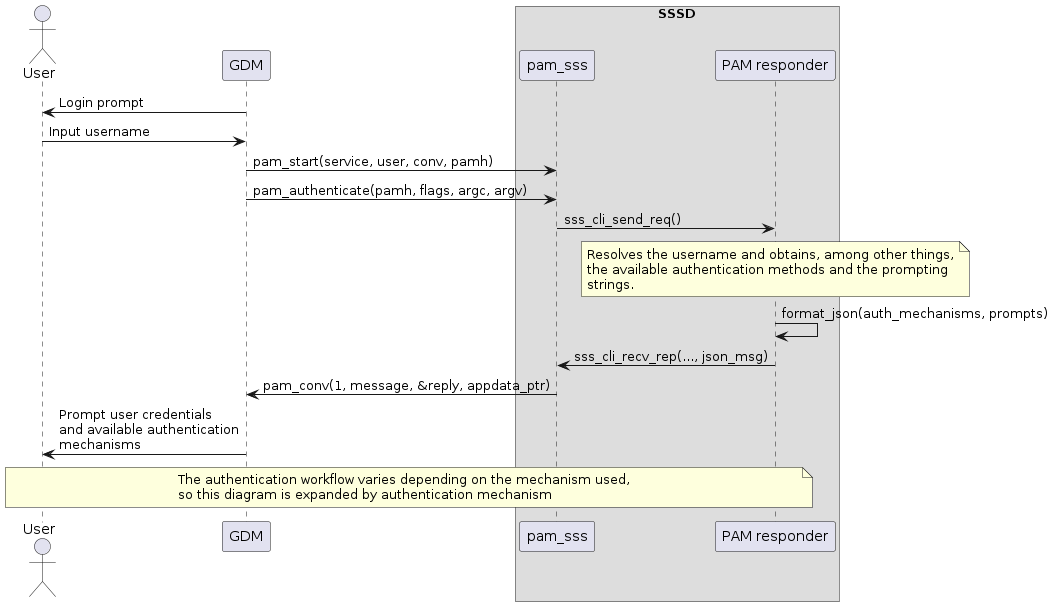 SSSD
User
GDM
pam_sss
PAM responder
Login prompt
Input username
pam_start(service, user, conv, pamh)
pam_authenticate(pamh, flags, argc, argv)
sss_cli_send_req()
Resolves the username and obtains, among other things,
the available authentication methods and the prompting
strings.
format_json(auth_mechanisms, prompts)
sss_cli_recv_rep(..., json_msg)
pam_conv(1, message, &reply, appdata_ptr)
Prompt user credentials
and available authentication
mechanisms
The authentication workflow varies depending on the mechanism used,
so this diagram is expanded by authentication mechanism
User
GDM
pam_sss
PAM responder